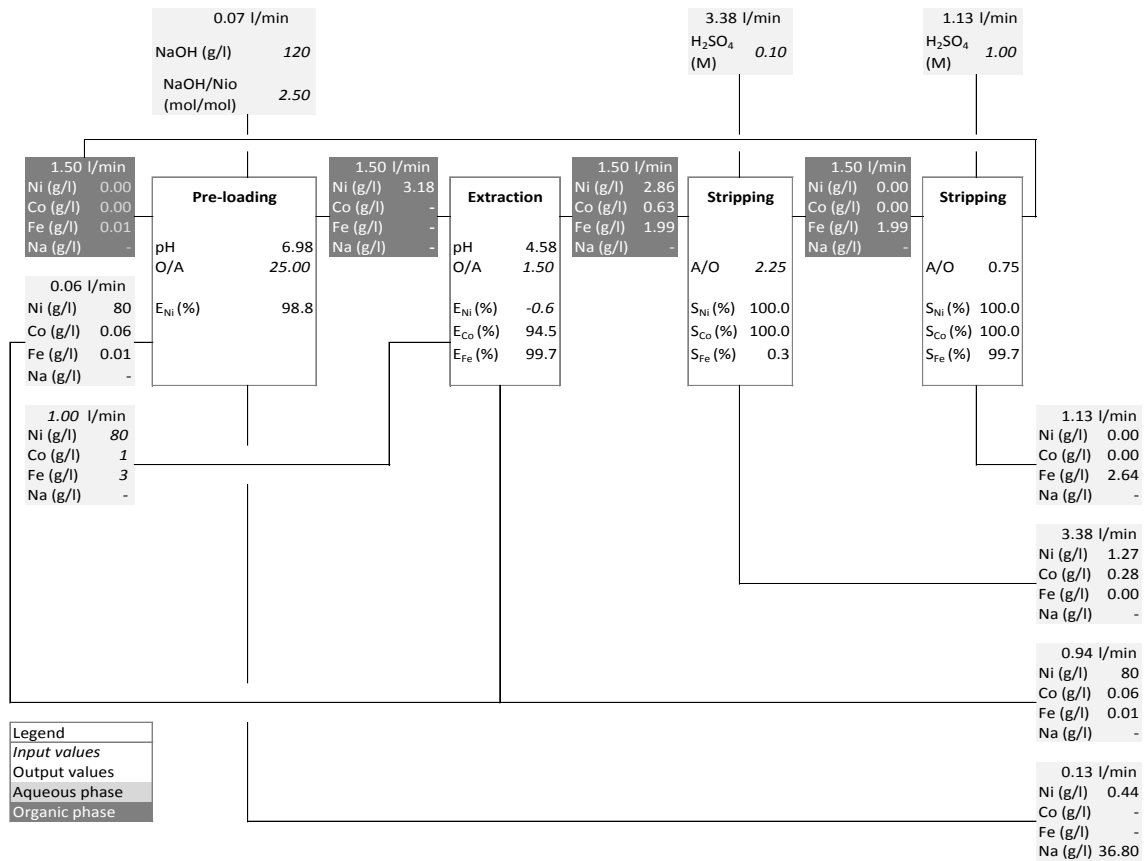 0.07 l/min
NaOH (g/l) 120
NaOH/Nio
(mol/mol) 2.50
3.38 l/min
H₂SO₄
(M) 0.10
1.13 l/min
H₂SO₄
(M) 1.00
1.50 l/min
Ni (g/l) 0.00
Co (g/l) 0.00
Fe (g/l) 0.01
Na (g/l) -
Pre-loading
pH 6.98
O/A 25.00
E_Ni (%) 98.8
1.50 l/min
Ni (g/l) 3.18
Co (g/l) -
Fe (g/l) -
Na (g/l) -
Extraction
pH 4.58
O/A 1.50
E_Ni (%) -0.6
E_Co (%) 94.5
E_Fe (%) 99.7
1.50 l/min
Ni (g/l) 2.86
Co (g/l) 0.63
Fe (g/l) 1.99
Na (g/l) -
Stripping
A/O 2.25
S_Ni (%) 100.0
S_Co (%) 100.0
S_Fe (%) 0.3
1.50 l/min
Ni (g/l) 0.00
Co (g/l) 0.00
Fe (g/l) 1.99
Na (g/l) -
Stripping
A/O 0.75
S_Ni (%) 100.0
S_Co (%) 100.0
S_Fe (%) 99.7
0.06 l/min
Ni (g/l) 80
Co (g/l) 0.06
Fe (g/l) 0.01
Na (g/l) -
1.00 l/min
Ni (g/l) 80
Co (g/l) 1
Fe (g/l) 3
Na (g/l) -
1.13 l/min
Ni (g/l) 0.00
Co (g/l) 0.00
Fe (g/l) 2.64
Na (g/l) -
3.38 l/min
Ni (g/l) 1.27
Co (g/l) 0.28
Fe (g/l) 0.00
Na (g/l) -
0.94 l/min
Ni (g/l) 80
Co (g/l) 0.06
Fe (g/l) 0.01
Na (g/l) -
0.13 l/min
Ni (g/l) 0.44
Co (g/l) -
Fe (g/l) -
Na (g/l) 36.80
Legend
Input values
Output values
Aqueous phase
Organic phase